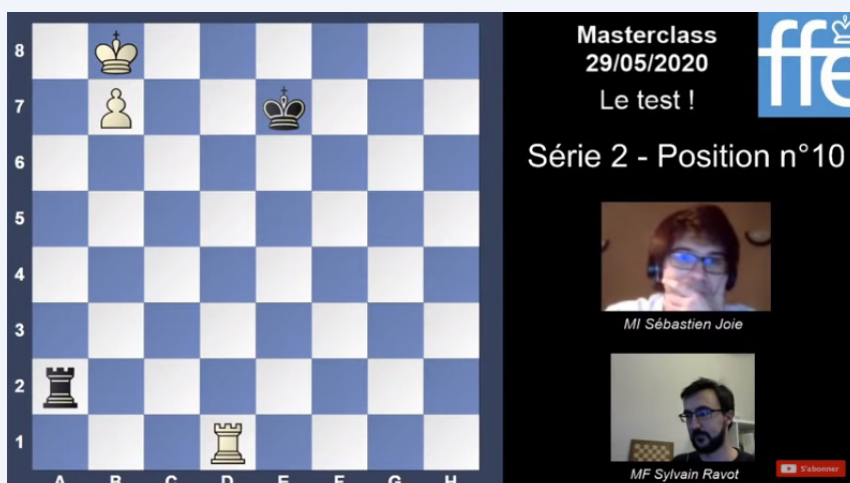 8
7
6
5
4
3
2
1
A B C D E F G H
Masterclass
29/05/2020
Le test !
ffe
Série 2 - Position n°10
MI Sébastien Joie
MF Sylvain Ravot
S'abonner